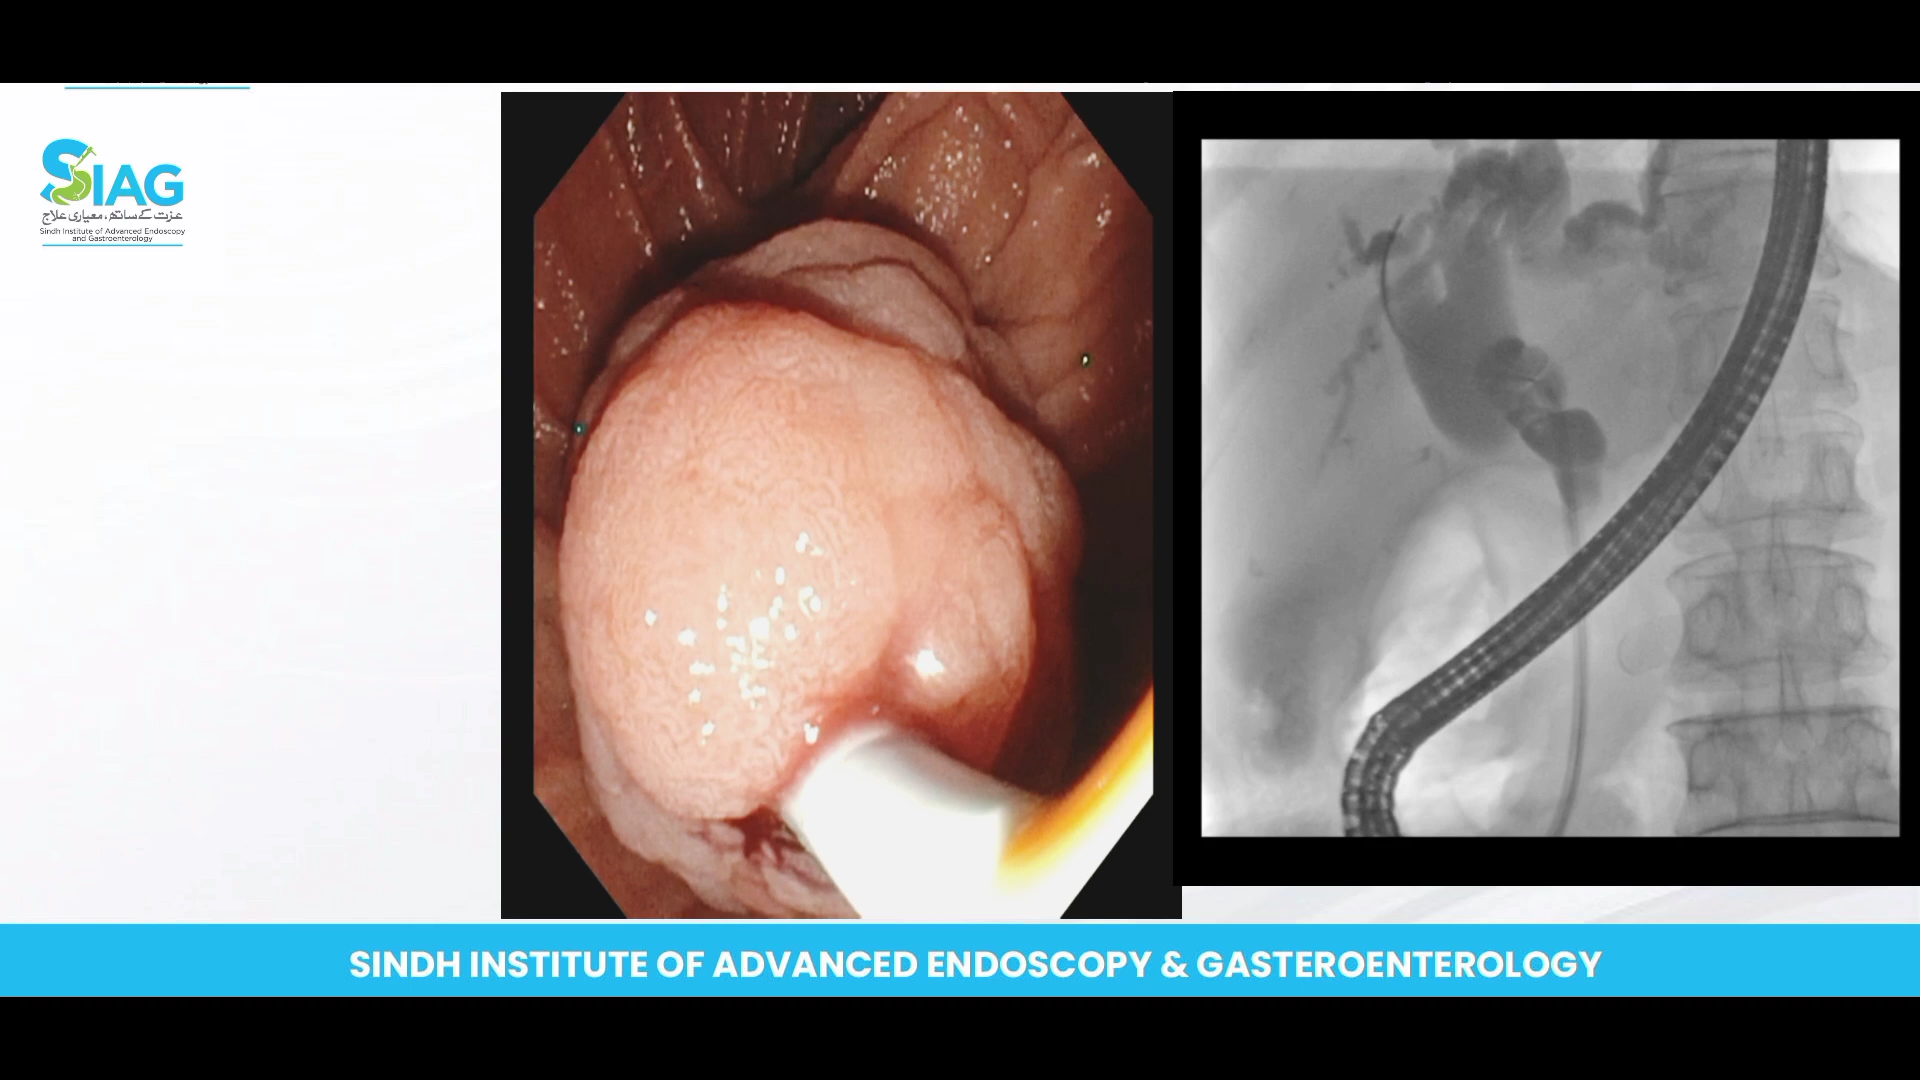 SIAG
عزت کے ساتھ، معیاری علاج
Sindh Institute of Advanced Endoscopy
and Gastroenterology
SINDH INSTITUTE OF ADVANCED ENDOSCOPY & GASTEROENTEROLOGY